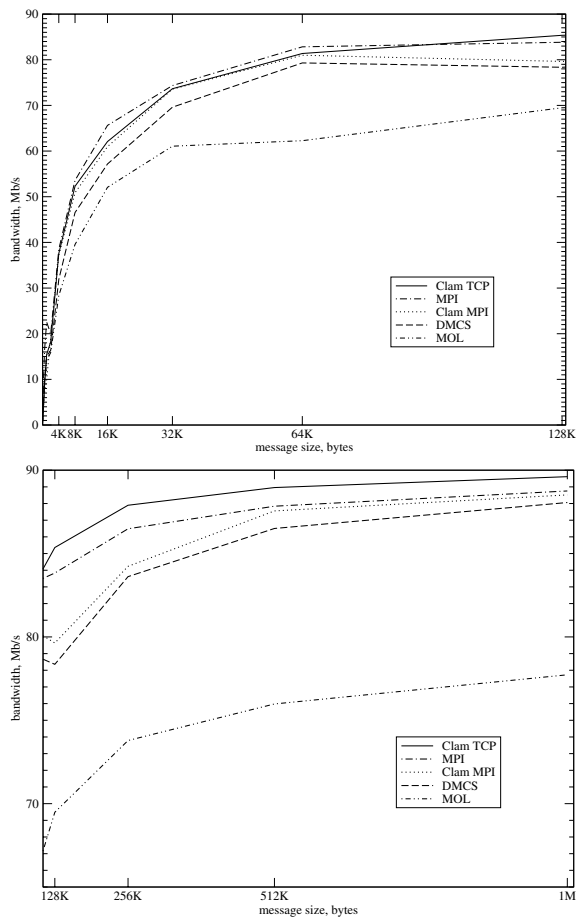 90
80
70
60
50
40
30
20
10
0
bandwidth, Mb/s
Clam TCP
MPI
Clam MPI
DMCS
MOL
4K 8K 16K 32K 64K 128K
message size, bytes
90
80
70
bandwidth, Mb/s
Clam TCP
MPI
Clam MPI
DMCS
MOL
128K 256K 512K 1M
message size, bytes